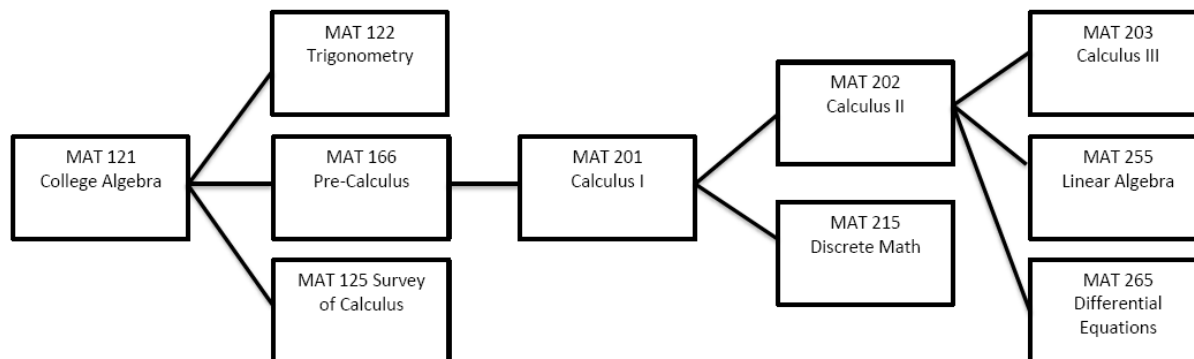 MAT 122
Trigonometry
MAT 203
Calculus III
MAT 202
Calculus II
MAT 121
College Algebra
MAT 166
Pre-Calculus
MAT 201
Calculus I
MAT 255
Linear Algebra
MAT 215
Discrete Math
MAT 125 Survey
of Calculus
MAT 265
Differential
Equations